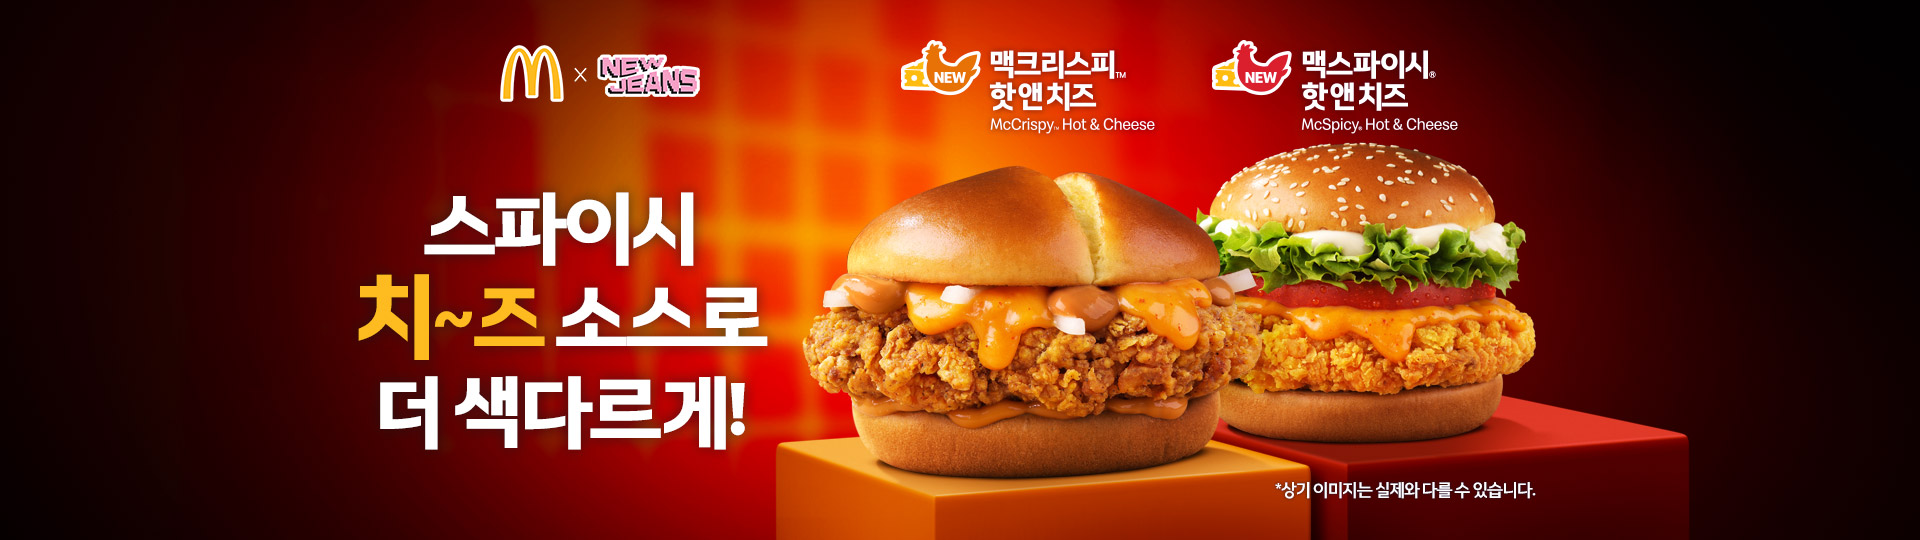 M × NEW JEANS
스파이시
치~즈 소스로
더 색다르게!
NEW
맥크리스피™
핫 앤 치즈
McCrispy™ Hot & Cheese
NEW
맥스파이시®
핫 앤 치즈
McSpicy® Hot & Cheese
*상기 이미지는 실제와 다를 수 있습니다.